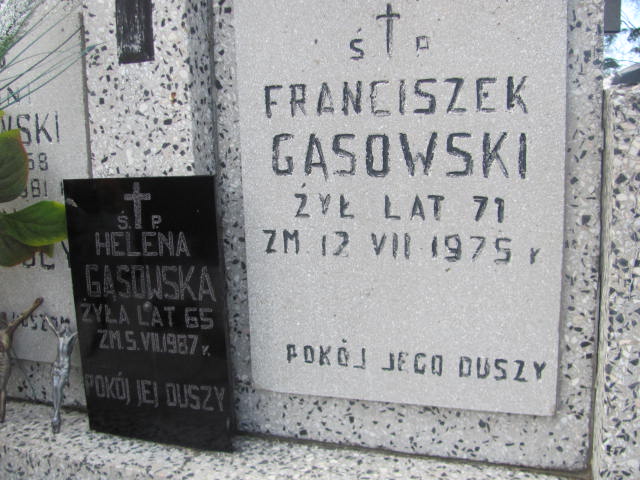 Ś P
FRANCISZEK
GĄSOWSKI
ŻYŁ LAT 71
ZM. 12 VII 1975 r
POKÓJ JEGO DUSZY
Ś. P.
HELENA
GĄSOWSKA
ŻYŁA LAT 65
ZM. 5. VII.1987 r.
POKÓJ JEJ DUSZY
SKI